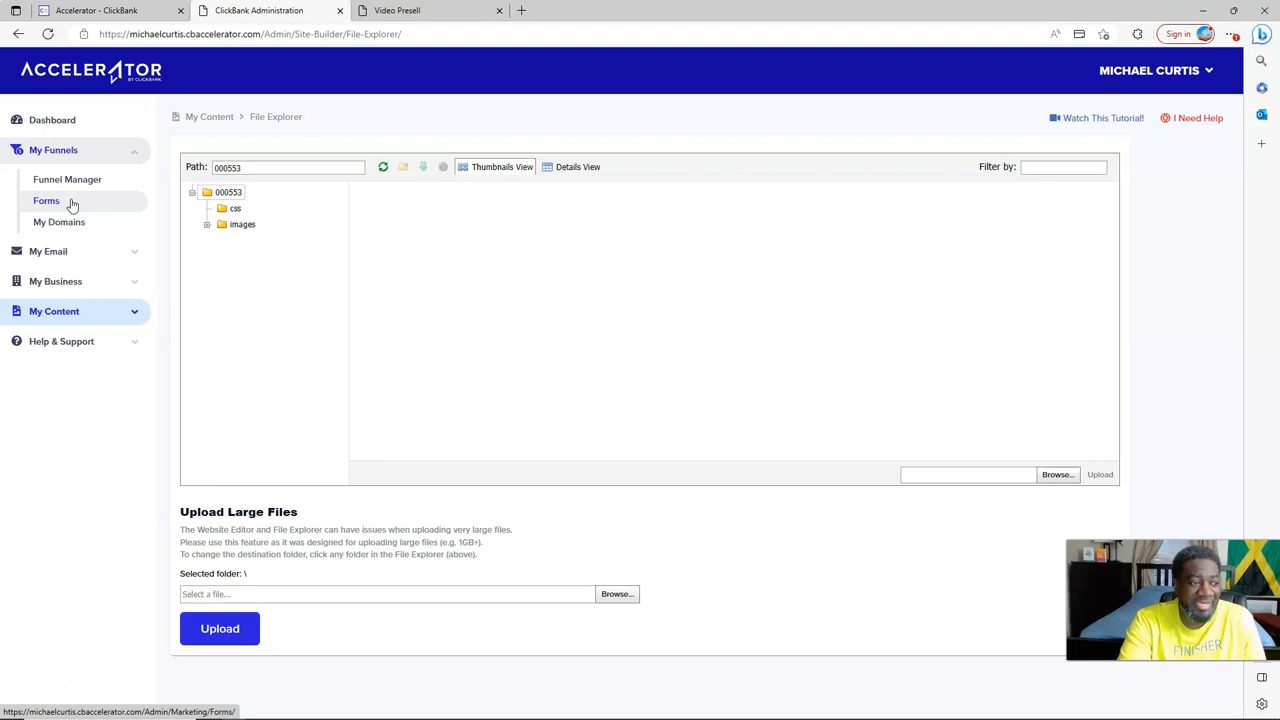 Accelerator - ClickBank
ClickBank Administration
Video Presell
https://michaelcurtis.cbaccelerator.com/Admin/Site-Builder/File-Explorer/
Sign in
ACCELERATOR
BY CLICKBANK
MICHAEL CURTIS
Dashboard
My Funnels
Funnel Manager
Forms
My Domains
My Email
My Business
My Content
Help & Support
My Content > File Explorer
Watch This Tutorial!
I Need Help
Path: 000553
Thumbnails View
Details View
Filter by:
000553
css
images
Browse...
Upload
Upload Large Files
The Website Editor and File Explorer can have issues when uploading very large files.
Please use this feature as it was designed for uploading large files (e.g. 1GB+).
To change the destination folder, click any folder in the File Explorer (above).
Selected folder: \
Select a file...
Browse...
Upload
FINISHER
https://michaelcurtis.cbaccelerator.com/Admin/Marketing/Forms/